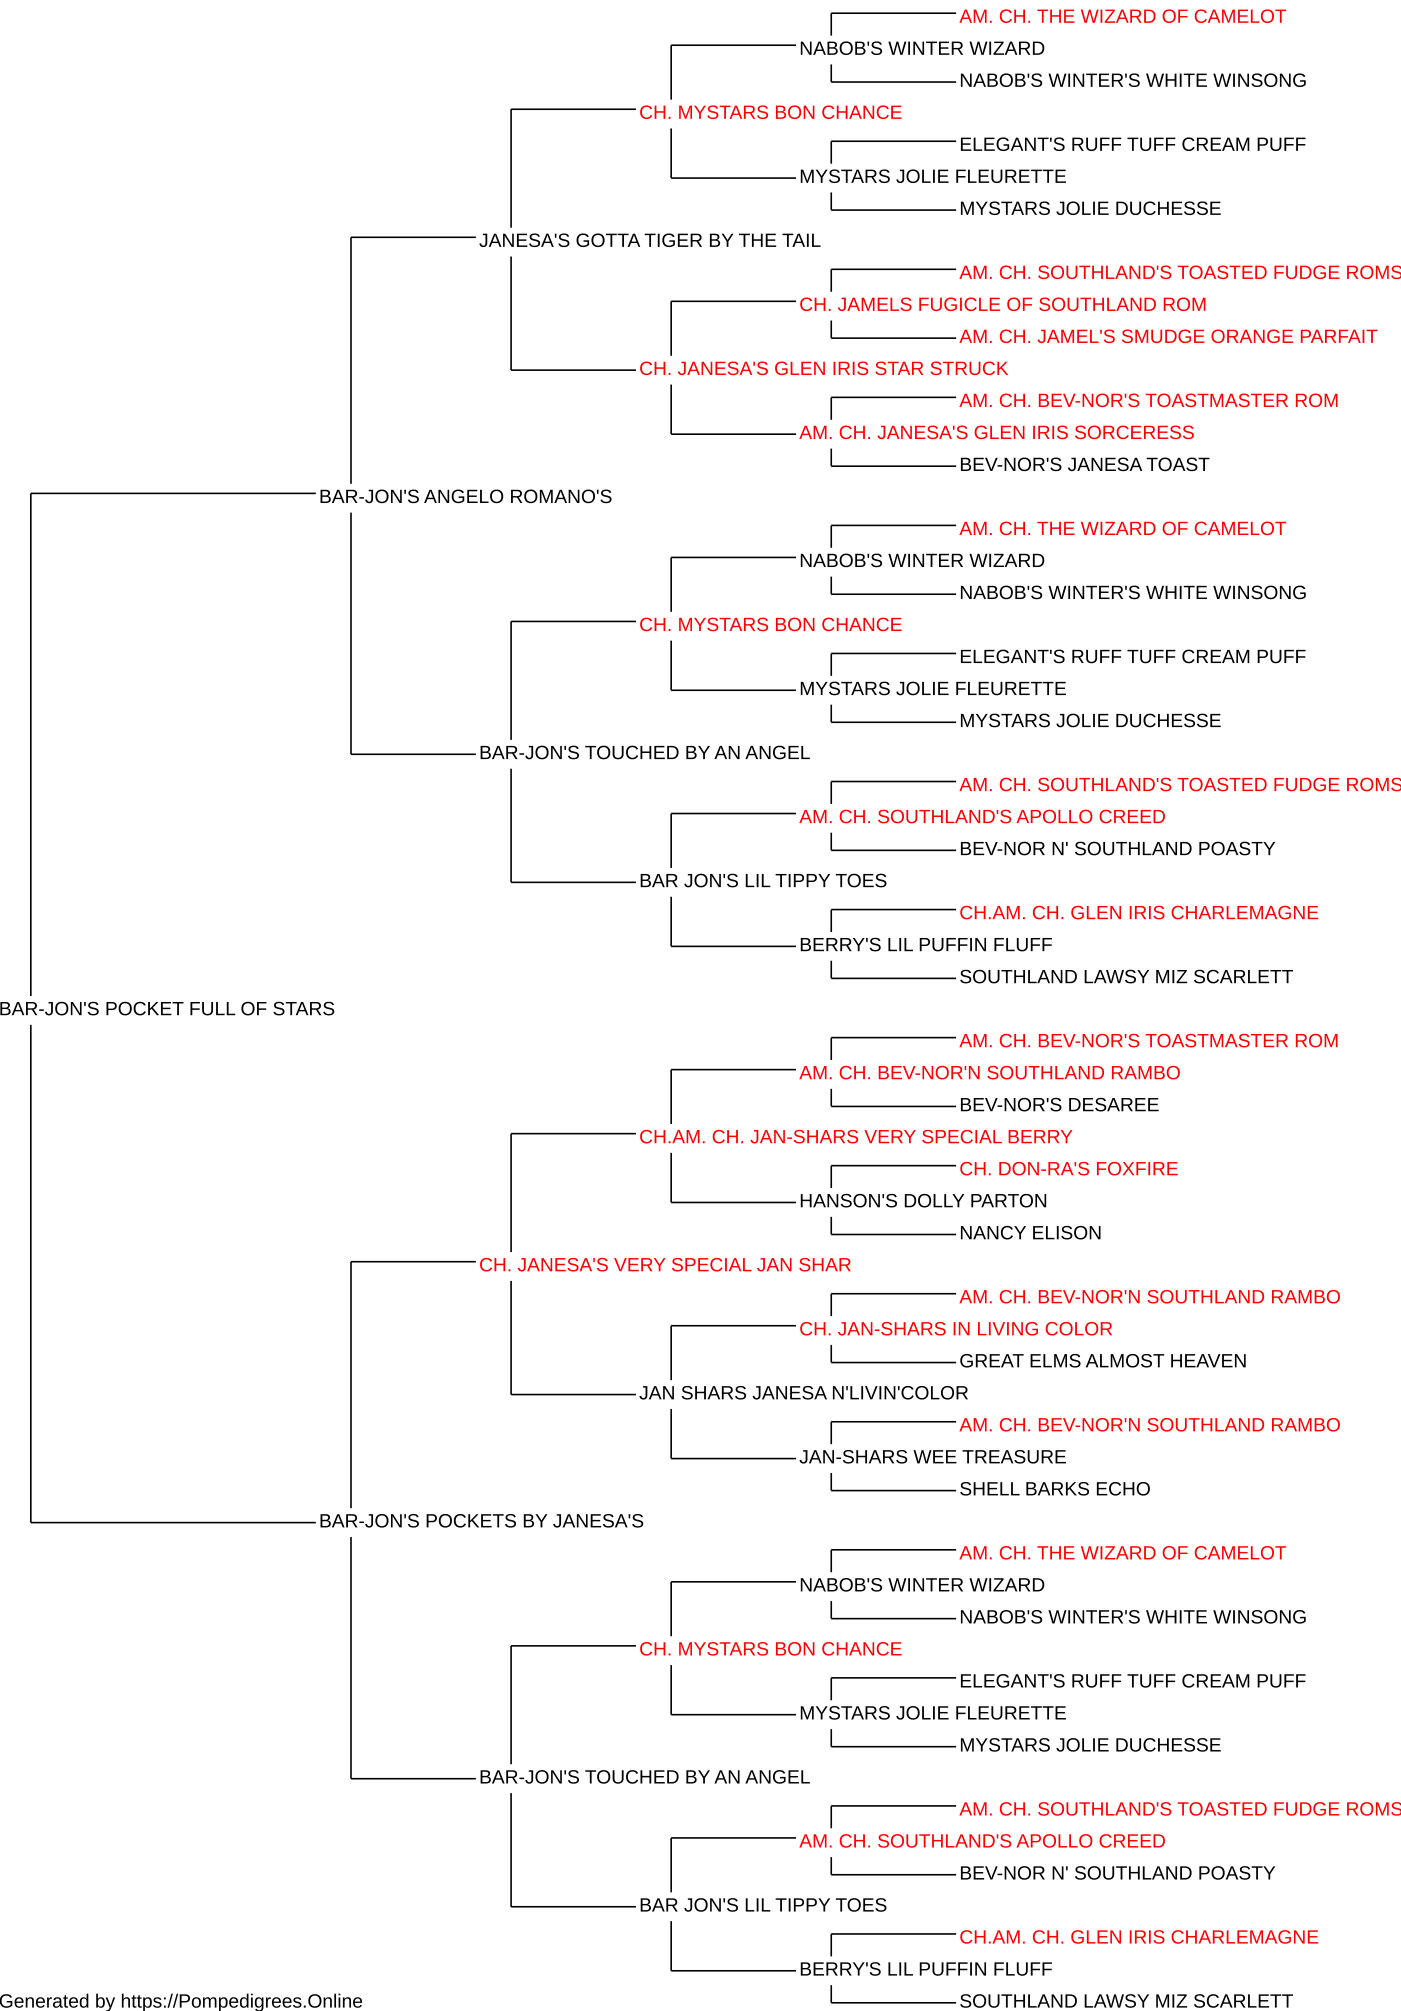 AM. CH. THE WIZARD OF CAMELOT
NABOB'S WINTER WIZARD
NABOB'S WINTER'S WHITE WINSONG
CH. MYSTARS BON CHANCE
ELEGANT'S RUFF TUFF CREAM PUFF
MYSTARS JOLIE FLEURETTE
MYSTARS JOLIE DUCHESSE
JANESA'S GOTTA TIGER BY THE TAIL
AM. CH. SOUTHLAND'S TOASTED FUDGE ROMS
CH. JAMELS FUGICLE OF SOUTHLAND ROM
AM. CH. JAMEL'S SMUDGE ORANGE PARFAIT
CH. JANESA'S GLEN IRIS STAR STRUCK
AM. CH. BEV-NOR'S TOASTMASTER ROM
AM. CH. JANESA'S GLEN IRIS SORCERESS
BEV-NOR'S JANESA TOAST
BAR-JON'S ANGELO ROMANO'S
AM. CH. THE WIZARD OF CAMELOT
NABOB'S WINTER WIZARD
NABOB'S WINTER'S WHITE WINSONG
CH. MYSTARS BON CHANCE
ELEGANT'S RUFF TUFF CREAM PUFF
MYSTARS JOLIE FLEURETTE
MYSTARS JOLIE DUCHESSE
BAR-JON'S TOUCHED BY AN ANGEL
AM. CH. SOUTHLAND'S TOASTED FUDGE ROMS
AM. CH. SOUTHLAND'S APOLLO CREED
BEV-NOR N' SOUTHLAND POASTY
BAR JON'S LIL TIPPY TOES
CH.AM. CH. GLEN IRIS CHARLEMAGNE
BERRY'S LIL PUFFIN FLUFF
SOUTHLAND LAWSY MIZ SCARLETT
BAR-JON'S POCKET FULL OF STARS
AM. CH. BEV-NOR'S TOASTMASTER ROM
AM. CH. BEV-NOR'N SOUTHLAND RAMBO
BEV-NOR'S DESAREE
CH.AM. CH. JAN-SHARS VERY SPECIAL BERRY
CH. DON-RA'S FOXFIRE
HANSON'S DOLLY PARTON
NANCY ELISON
CH. JANESA'S VERY SPECIAL JAN SHAR
AM. CH. BEV-NOR'N SOUTHLAND RAMBO
CH. JAN-SHARS IN LIVING COLOR
GREAT ELMS ALMOST HEAVEN
JAN SHARS JANESA N'LIVIN'COLOR
AM. CH. BEV-NOR'N SOUTHLAND RAMBO
JAN-SHARS WEE TREASURE
SHELL BARKS ECHO
BAR-JON'S POCKETS BY JANESA'S
AM. CH. THE WIZARD OF CAMELOT
NABOB'S WINTER WIZARD
NABOB'S WINTER'S WHITE WINSONG
CH. MYSTARS BON CHANCE
ELEGANT'S RUFF TUFF CREAM PUFF
MYSTARS JOLIE FLEURETTE
MYSTARS JOLIE DUCHESSE
BAR-JON'S TOUCHED BY AN ANGEL
AM. CH. SOUTHLAND'S TOASTED FUDGE ROMS
AM. CH. SOUTHLAND'S APOLLO CREED
BEV-NOR N' SOUTHLAND POASTY
BAR JON'S LIL TIPPY TOES
CH.AM. CH. GLEN IRIS CHARLEMAGNE
BERRY'S LIL PUFFIN FLUFF
SOUTHLAND LAWSY MIZ SCARLETT
Generated by https://Pompedigrees.Online